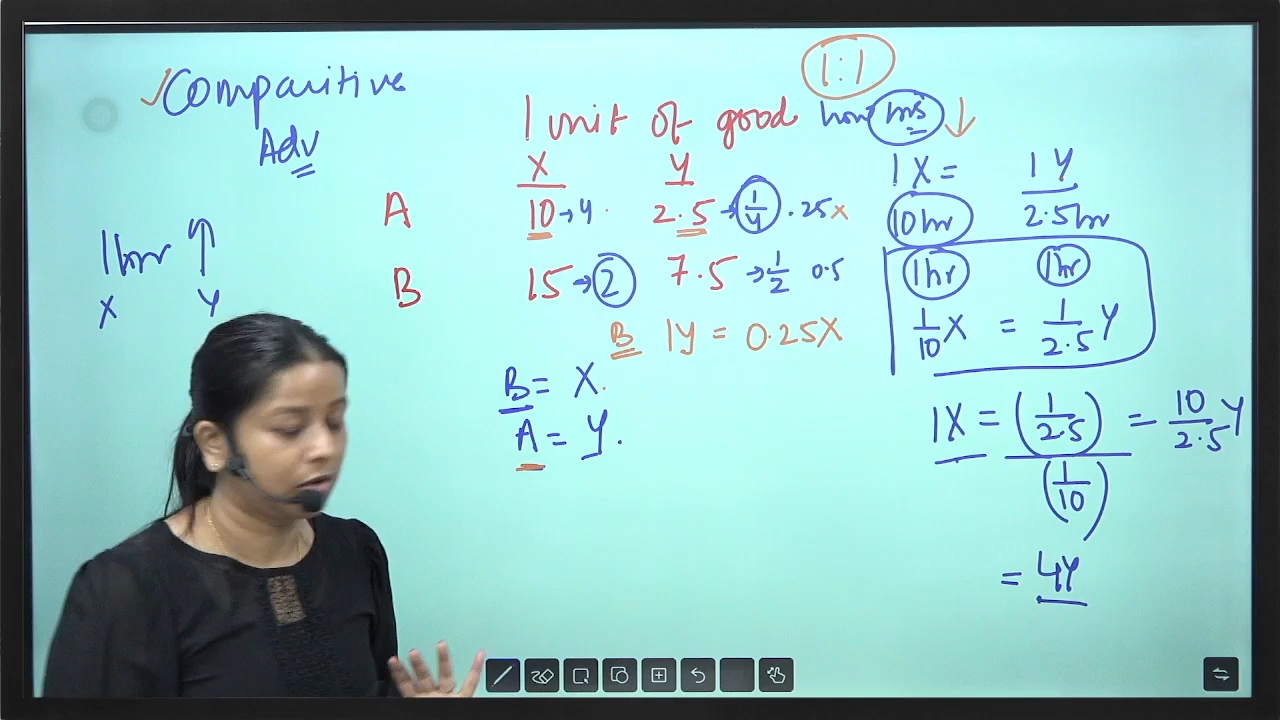 Comparitive
Adv
1hr ↑
X Y
1:1
1 unit of good how hrs ↓
X Y
A 10 → 4 2.5 → 1/4 .25x
B 15 → 2 7.5 → 1/2 0.5
B 1Y = 0.25X
B = X.
A = Y.
1X = 1Y
10hr 2.5hr
1hr 1hr
1/10 X = 1/2.5 Y
1X = (1/2.5) / (1/10) = 10/2.5 Y
= 4Y